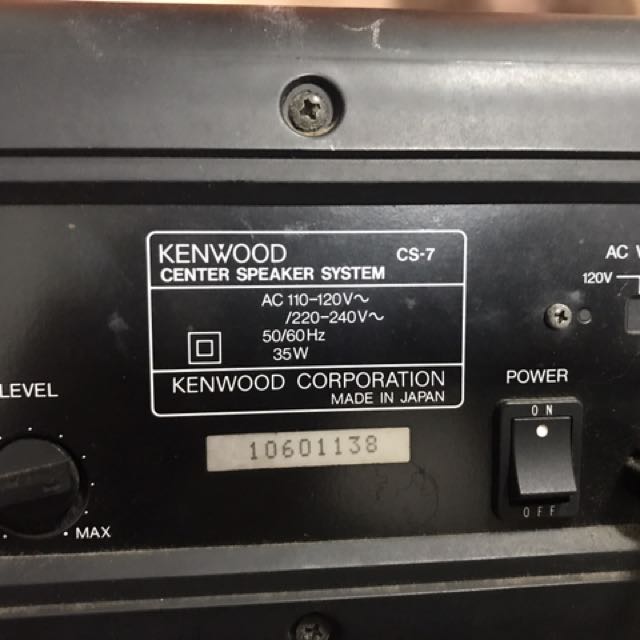 KENWOOD CS-7
CENTER SPEAKER SYSTEM
AC 110-120V~
/220-240V~
50/60Hz
35W
KENWOOD CORPORATION
MADE IN JAPAN
10601138
LEVEL
MAX
POWER
ON
OFF
AC
120V